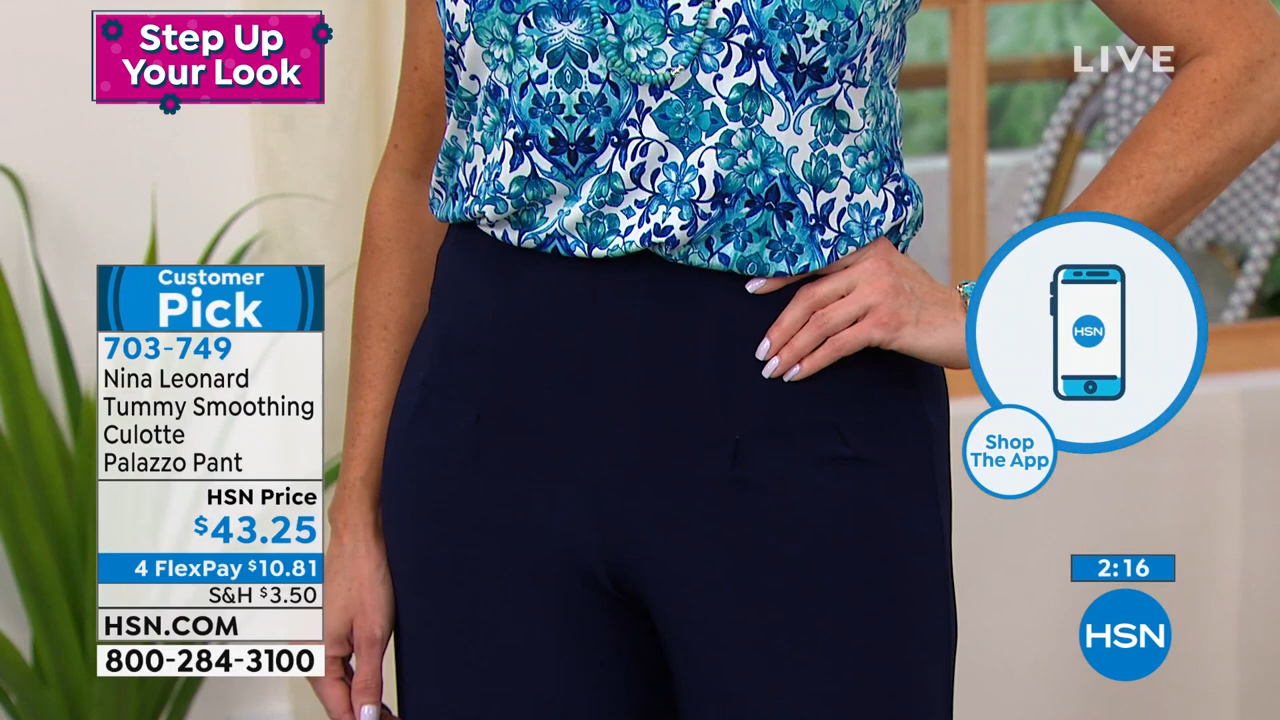 Step Up
Your Look
LIVE
Customer
Pick
703-749
Nina Leonard
Tummy Smoothing
Culotte
Palazzo Pant
HSN Price
$43.25
4 FlexPay $10.81
S&H $3.50
HSN.COM
800-284-3100
HSN
Shop
The App
2:16
HSN